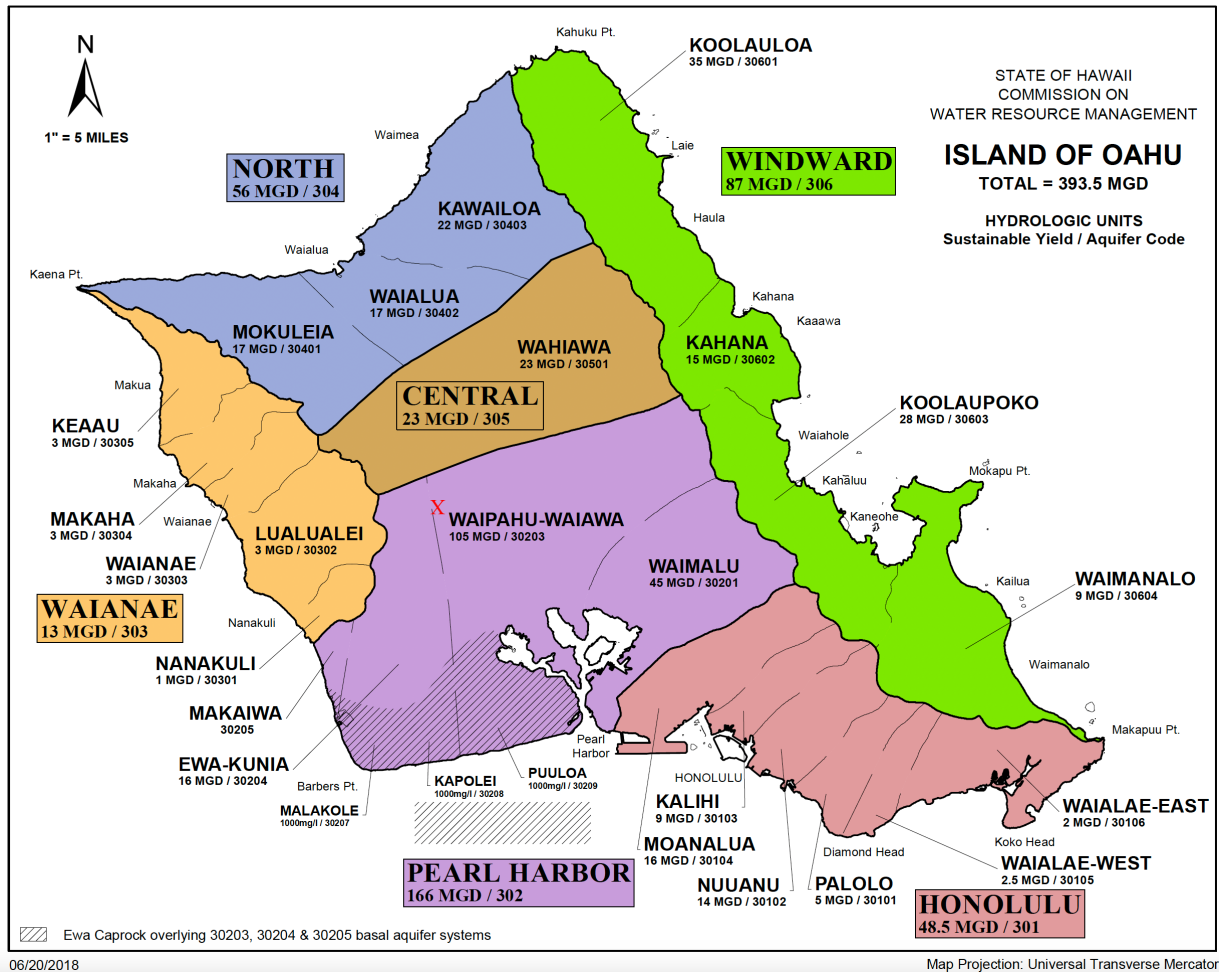 N
1" = 5 MILES
STATE OF HAWAII
COMMISSION ON
WATER RESOURCE MANAGEMENT
ISLAND OF OAHU
TOTAL = 393.5 MGD
HYDROLOGIC UNITS
Sustainable Yield / Aquifer Code
Kahuku Pt.
KOOLAULOA
35 MGD / 30601
Waimea
Laie
NORTH
56 MGD / 304
WINDWARD
87 MGD / 306
KAWAILOA
22 MGD / 30403
Haula
Waialua
Kaena Pt.
WAIALUA
17 MGD / 30402
Kahana
Kaaawa
MOKULEIA
17 MGD / 30401
WAHIAWA
23 MGD / 30501
KAHANA
15 MGD / 30602
Makua
CENTRAL
23 MGD / 305
KOOLAUPOKO
28 MGD / 30603
KEAAU
3 MGD / 30305
Waiahole
Mokapu Pt.
Makaha
Kahaluu
X
MAKAHA
3 MGD / 30304
Waianae
Kaneohe
WAIPAHU-WAIAWA
105 MGD / 30203
LUALUALEI
3 MGD / 30302
WAIANAE
3 MGD / 30303
WAIMALU
45 MGD / 30201
Kailua
WAIMANALO
9 MGD / 30604
WAIANAE
13 MGD / 303
Nanakuli
NANAKULI
1 MGD / 30301
Waimanalo
MAKAIWA
30205
Makapuu Pt.
Pearl
Harbor
EWA-KUNIA
16 MGD / 30204
Barbers Pt.
KAPOLEI
1000mg/l / 30208
PUULOA
1000mg/l / 30209
HONOLULU
MALAKOLE
1000mg/l / 30207
KALIHI
9 MGD / 30103
WAIALAE-EAST
2 MGD / 30106
MOANALUA
16 MGD / 30104
Diamond Head
Koko Head
WAIALAE-WEST
2.5 MGD / 30105
PEARL HARBOR
166 MGD / 302
NUUANU
14 MGD / 30102
PALOLO
5 MGD / 30101
HONOLULU
48.5 MGD / 301
Ewa Caprock overlying 30203, 30204 & 30205 basal aquifer systems
06/20/2018
Map Projection: Universal Transverse Mercator